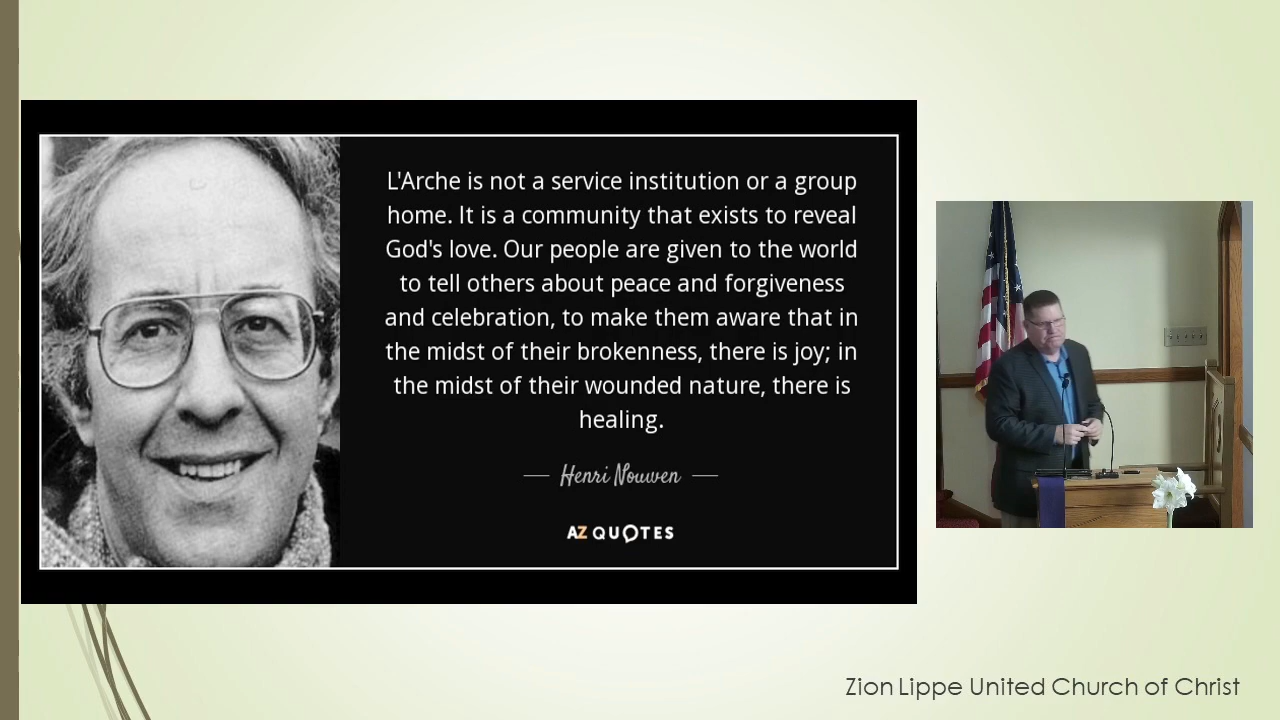 L'Arche is not a service institution or a group
home. It is a community that exists to reveal
God's love. Our people are given to the world
to tell others about peace and forgiveness
and celebration, to make them aware that in
the midst of their brokenness, there is joy; in
the midst of their wounded nature, there is
healing.
Henri Nouwen
AZ QUOTES
Zion Lippe United Church of Christ